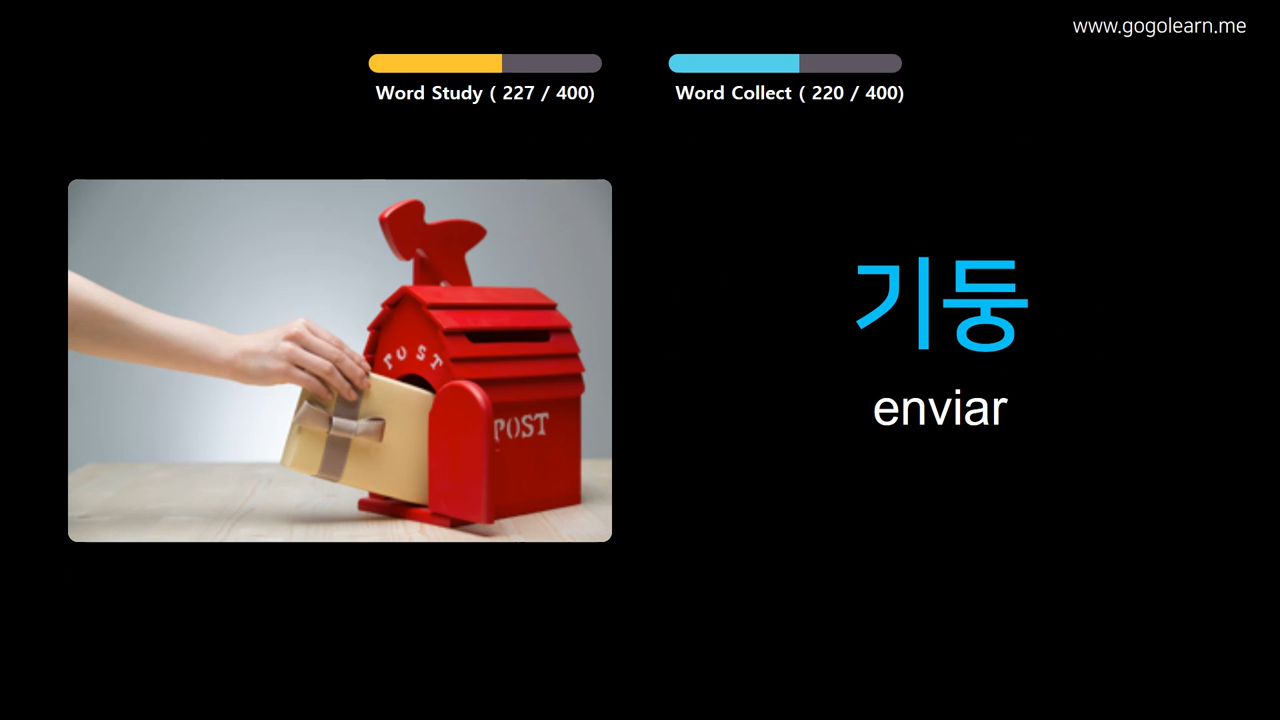 www.gogolearn.me
Word Study ( 227 / 400)
Word Collect ( 220 / 400)
POST
POST
기둥
enviar